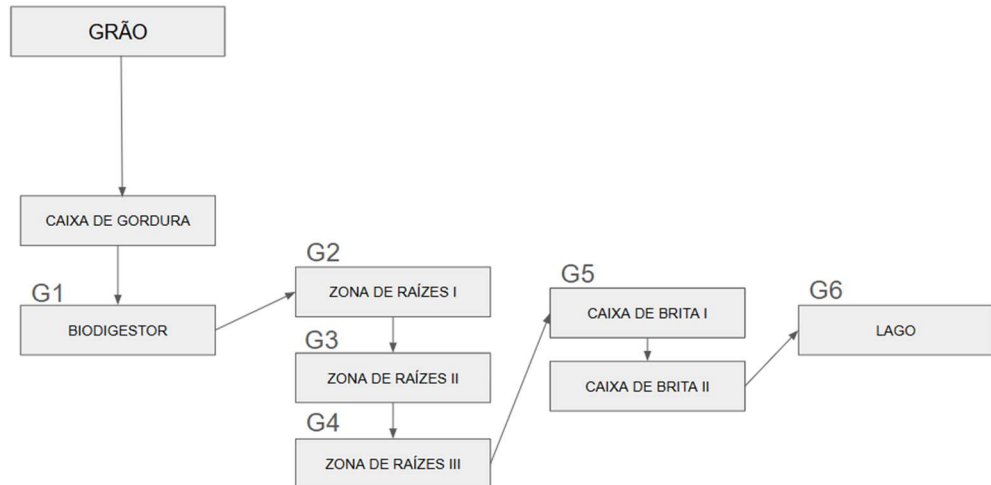 GRÃO
CAIXA DE GORDURA
G1
BIODIGESTOR
G2
ZONA DE RAÍZES I
G3
ZONA DE RAÍZES II
G4
ZONA DE RAÍZES III
G5
CAIXA DE BRITA I
CAIXA DE BRITA II
G6
LAGO